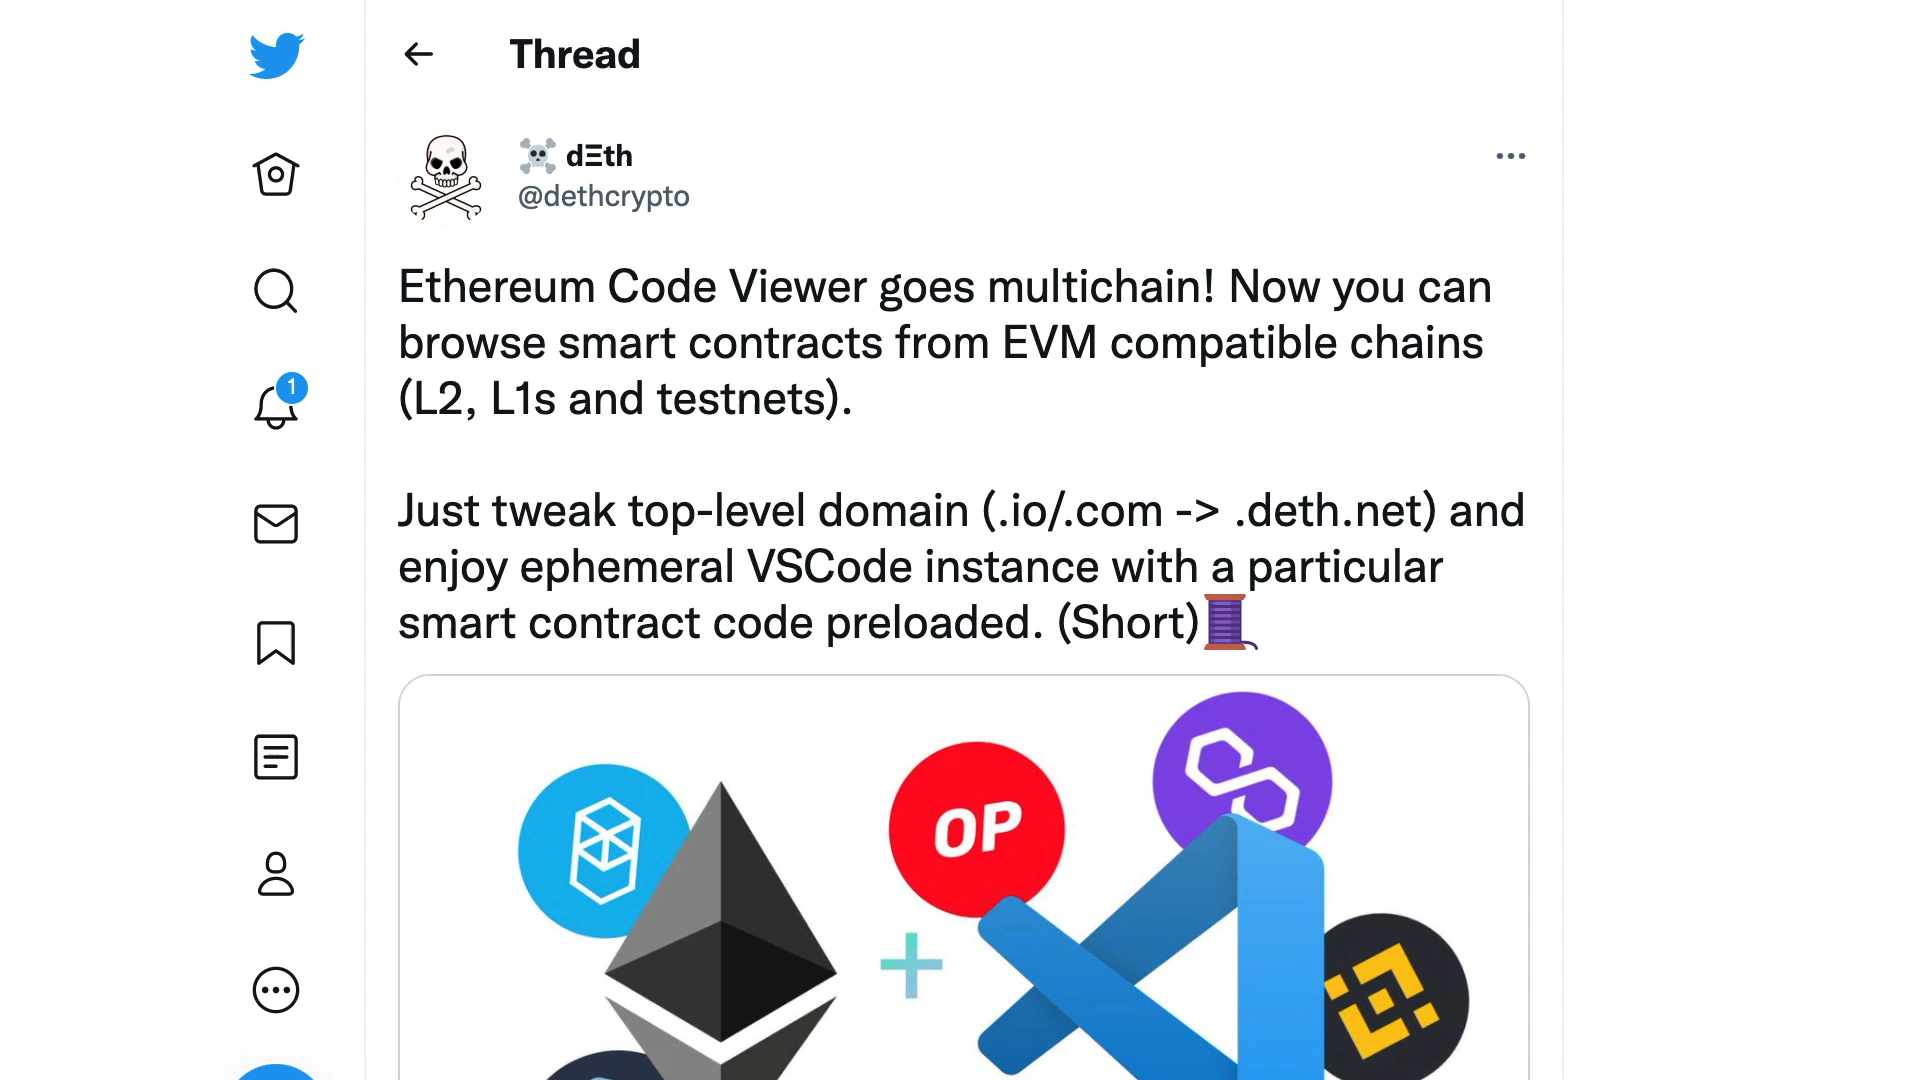 Thread
☠️ dΞth
@dethcrypto
1
Ethereum Code Viewer goes multichain! Now you can
browse smart contracts from EVM compatible chains
(L2, L1s and testnets).
Just tweak top-level domain (.io/.com -> .deth.net) and
enjoy ephemeral VSCode instance with a particular
smart contract code preloaded. (Short)🧵
OP